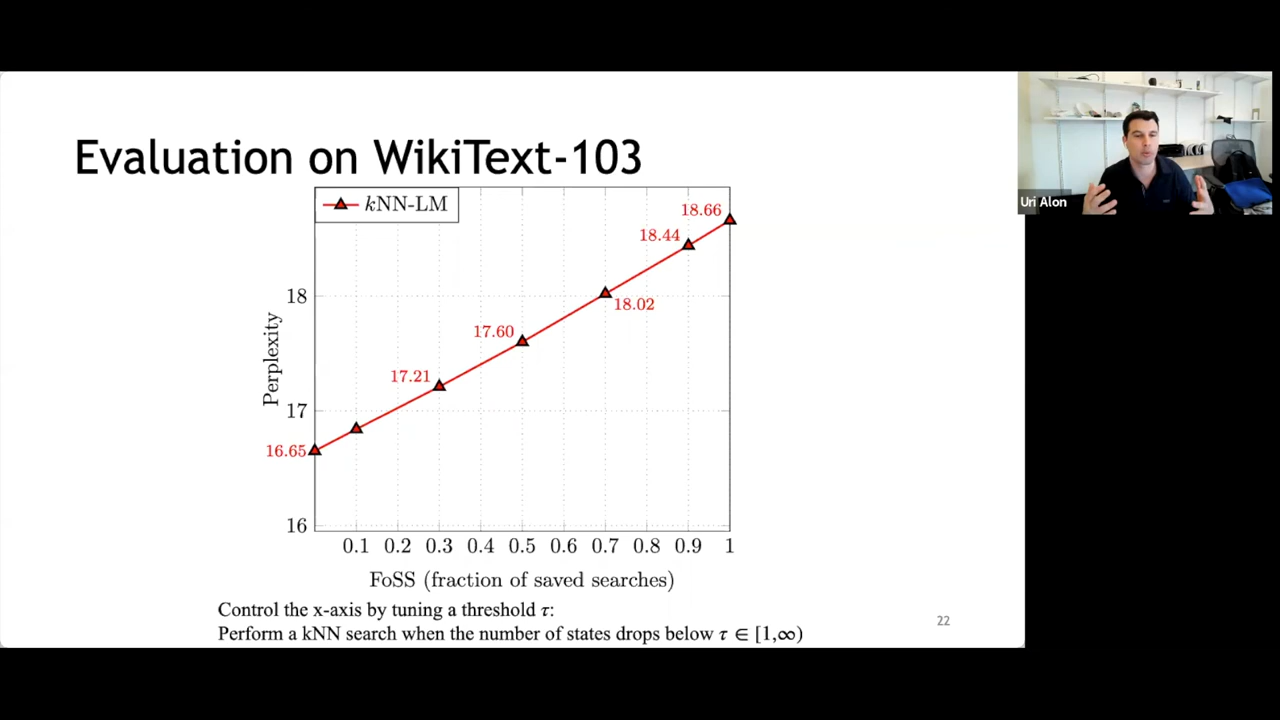 Evaluation on WikiText-103
kNN-LM
18.66
18.44
18.02
17.60
17.21
16.65
18
17
16
Perplexity
0.1 0.2 0.3 0.4 0.5 0.6 0.7 0.8 0.9 1
FoSS (fraction of saved searches)
Control the x-axis by tuning a threshold τ:
Perform a kNN search when the number of states drops below τ ∈ [1,∞)
22
Uri Alon